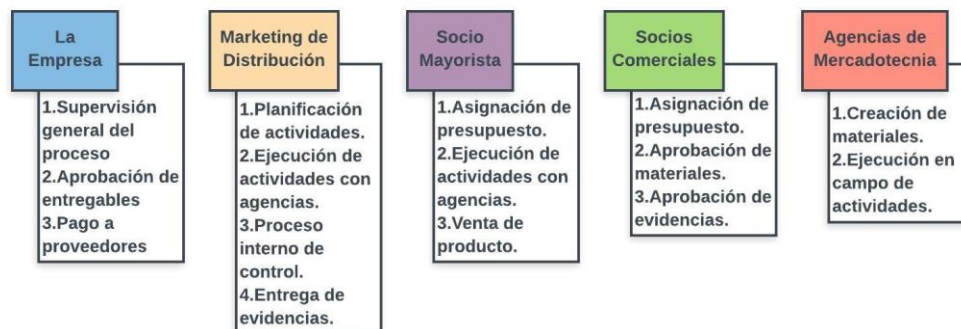 La
Empresa
1.Supervisión
general del
proceso
2.Aprobación de
entregables
3.Pago a
proveedores
Marketing de
Distribución
1.Planificación
de actividades.
2.Ejecución de
actividades con
agencias.
3.Proceso
interno de
control.
4.Entrega de
evidencias.
Socio
Mayorista
1.Asignación de
presupuesto.
2.Ejecución de
actividades con
agencias.
3.Venta de
producto.
Socios
Comerciales
1.Asignación de
presupuesto.
2.Aprobación de
materiales.
3.Aprobación de
evidencias.
Agencias de
Mercadotecnia
1.Creación de
materiales.
2.Ejecución en
campo de
actividades.